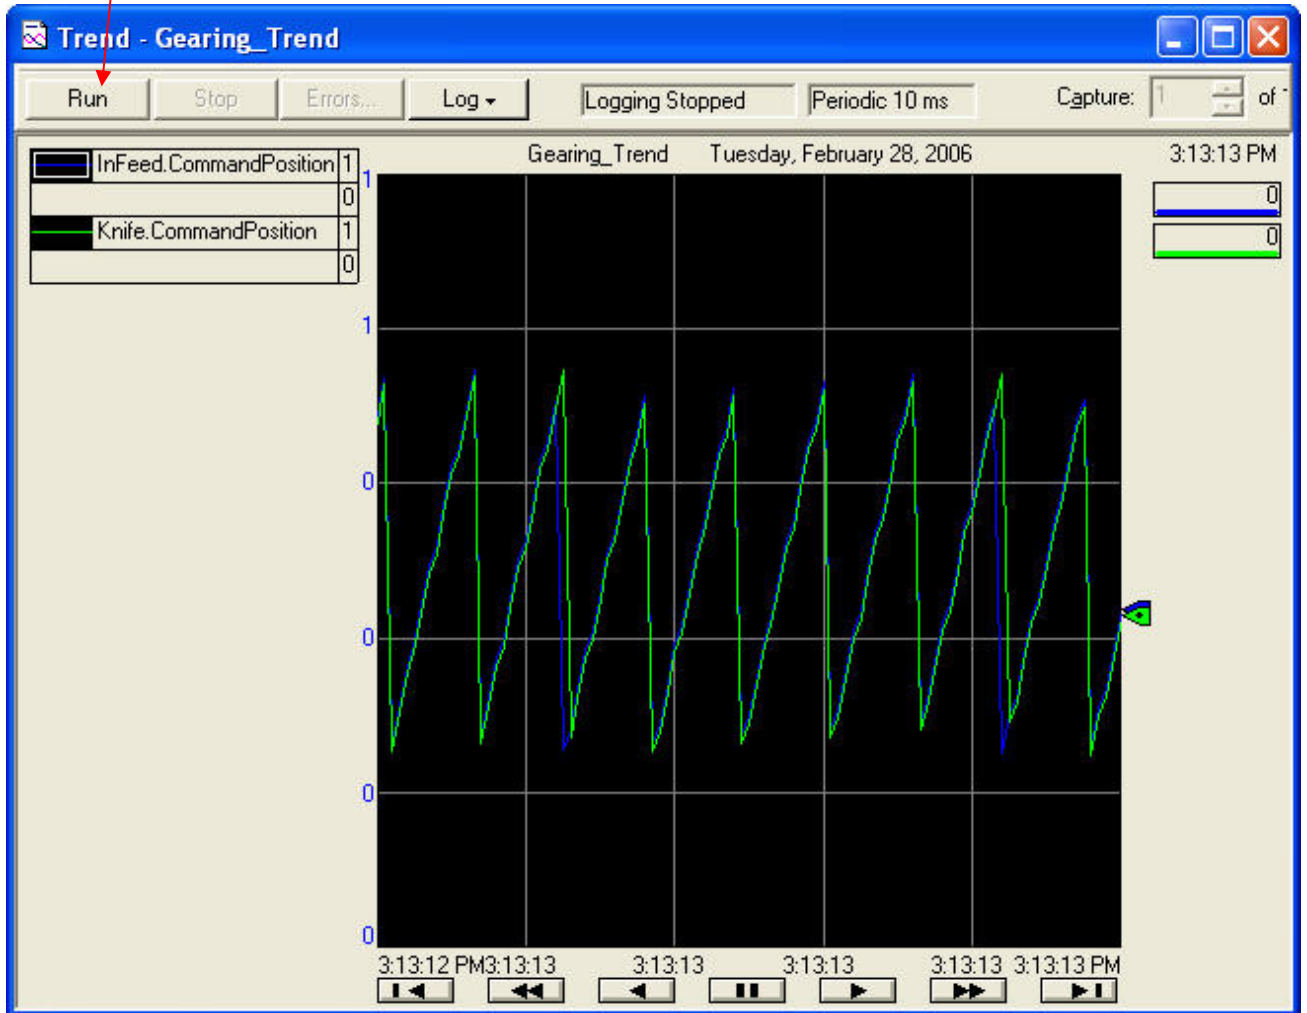 Trend - Gearing_Trend
Run Stop Errors... Log Logging Stopped Periodic 10 ms Capture: 1 of
Gearing_Trend Tuesday, February 28, 2006 3:13:13 PM
InFeed.CommandPosition 1
0
Knife.CommandPosition 1
0
0
0
1
1
0
0
0
0
3:13:12 PM 3:13:13 3:13:13 3:13:13 3:13:13 3:13:13 PM